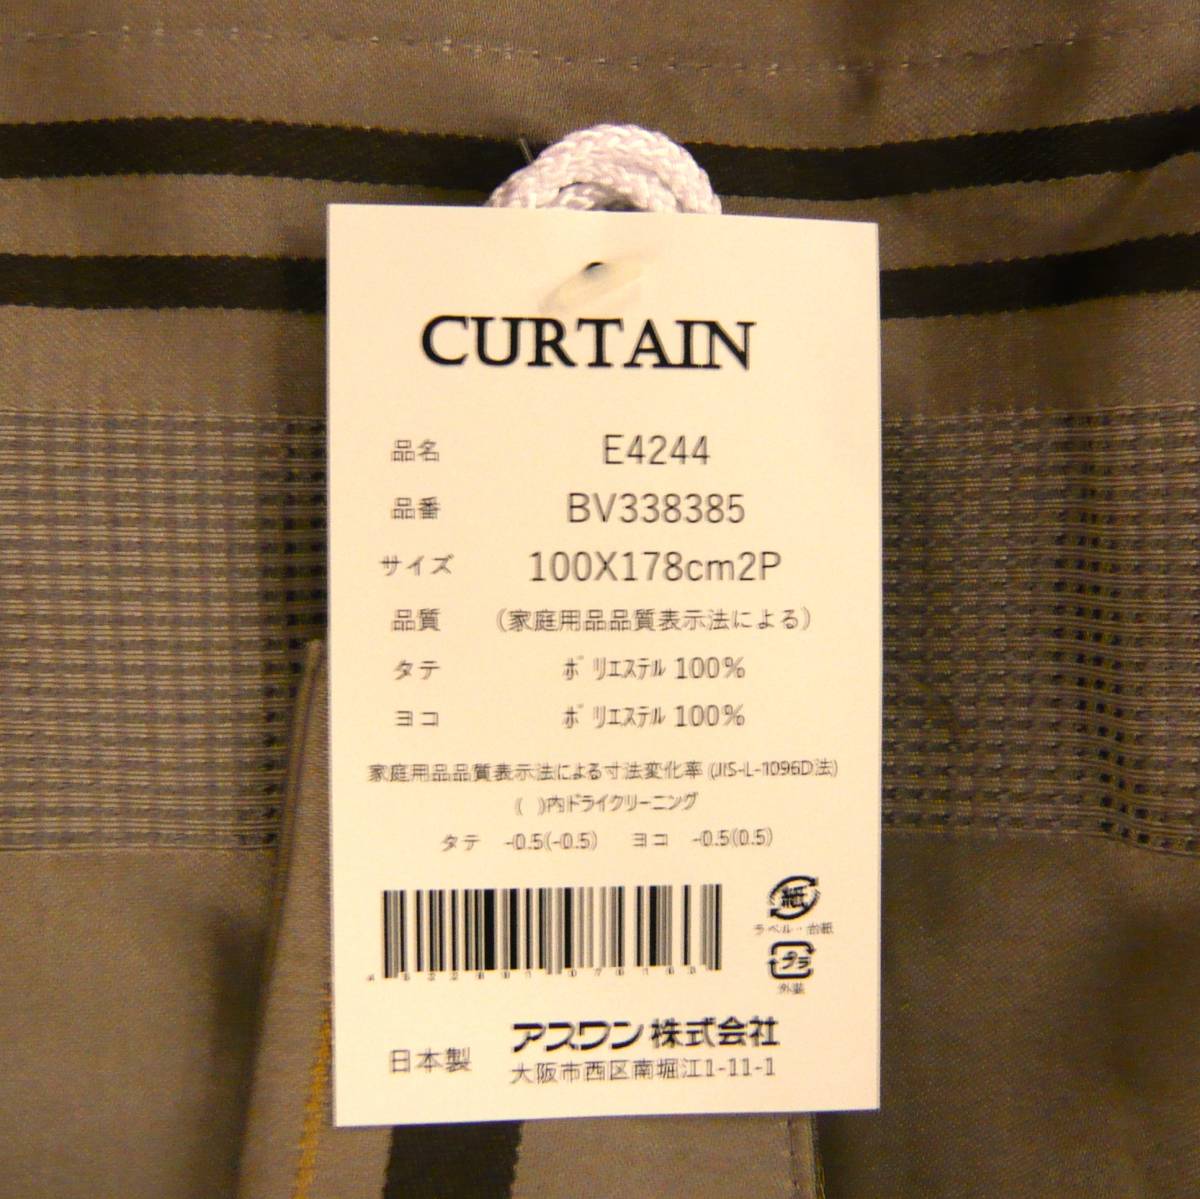 CURTAIN
品名 E4244
品番 BV338385
サイズ 100X178cm2P
品質 (家庭用品品質表示法による)
タテ ﾎﾟﾘｴｽﾃﾙ 100%
ヨコ ﾎﾟﾘｴｽﾃﾙ 100%
家庭用品品質表示法による寸法変化率 (JIS-L-1096D法)
( )内ドライクリーニング
タテ -0.5(-0.5) ヨコ -0.5(0.5)
紙
ラベル・台紙
プラ
外装
アスワン株式会社
日本製 大阪市西区南堀江1-11-1